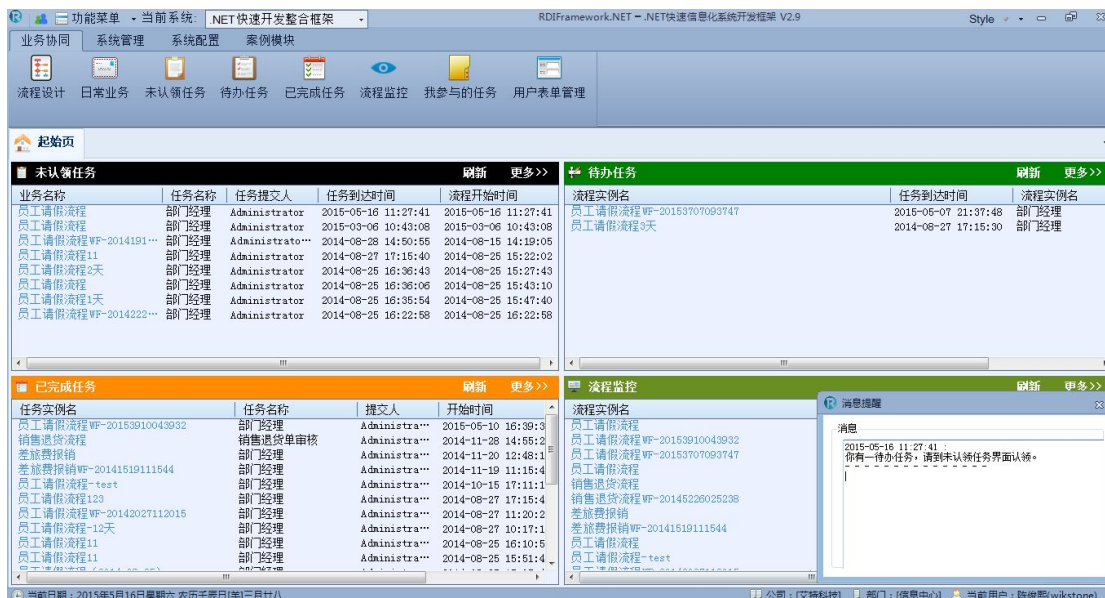 功能菜单 当前系统: .NET快速开发整合框架 RDIFramework.NET - .NET快速信息化系统开发框架 V2.9 Style
业务协同 系统管理 系统配置 案例模块
流程设计 日常业务 未认领任务 待办任务 已完成任务 流程监控 我参与的任务 用户表单管理
起始页
未认领任务 刷新 更多>>
业务名称 任务名称 任务提交人 任务到达时间 流程开始时间
员工请假流程 部门经理 Administrator 2015-05-16 11:27:41 2015-05-16 11:27:41
员工请假流程 部门经理 Administrator 2015-03-06 10:43:08 2015-03-06 10:43:08
员工请假流程WF-2014191… 部门经理 Administrato… 2014-08-28 14:50:55 2014-08-15 14:19:05
员工请假流程11 部门经理 Administrator 2014-08-27 17:15:40 2014-08-25 15:22:02
员工请假流程2天 部门经理 Administrator 2014-08-25 16:36:43 2014-08-25 15:27:43
员工请假流程 部门经理 Administrator 2014-08-25 16:36:06 2014-08-25 15:43:10
员工请假流程1天 部门经理 Administrator 2014-08-25 16:35:54 2014-08-25 15:47:40
员工请假流程WF-2014222… 部门经理 Administrator 2014-08-25 16:22:58 2014-08-25 16:22:58
待办任务 刷新 更多>>
流程实例名 任务到达时间 流程实例名
员工请假流程WF-20153707093747 2015-05-07 21:37:48 部门经理
员工请假流程3天 2014-08-27 17:15:30 部门经理
已完成任务 刷新 更多>>
任务实例名 任务名称 提交人 开始时间
员工请假流程WF-20153910043932 部门经理 Administra… 2015-05-10 16:39:3
销售退货流程 销售退货单审核 Administra… 2014-11-28 14:55:2
差旅费报销 部门经理 Administra… 2014-11-20 12:48:1
差旅费报销WF-20141519111544 部门经理 Administra… 2014-11-19 11:15:4
员工请假流程-test 部门经理 Administra… 2014-10-15 17:11:1
员工请假流程123 部门经理 Administra… 2014-08-27 17:15:4
员工请假流程WF-20142027112015 部门经理 Administra… 2014-08-27 11:20:2
员工请假流程-12天 部门经理 Administra… 2014-08-27 10:17:1
员工请假流程11 部门经理 Administra… 2014-08-25 16:10:5
员工请假流程11 部门经理 Administra… 2014-08-25 15:51:4
流程监控 刷新 更多>>
流程实例名
员工请假流程
员工请假流程WF-20153910043932
员工请假流程WF-20153707093747
员工请假流程
销售退货流程
销售退货流程WF-20145226025238
差旅费报销
差旅费报销WF-20141519111544
员工请假流程
员工请假流程-test
消息提醒
消息
2015-05-16 11:27:41 :
你有一待办任务，请到未认领任务界面认领。
- - - - - - - - - - - - - - -
当前日期：2015年5月16日星期六 农历壬辰日[羊]三月廿八 公司：[艾特科技] 部门：[信息中心] 当前用户：陈俊熙(wikstone)